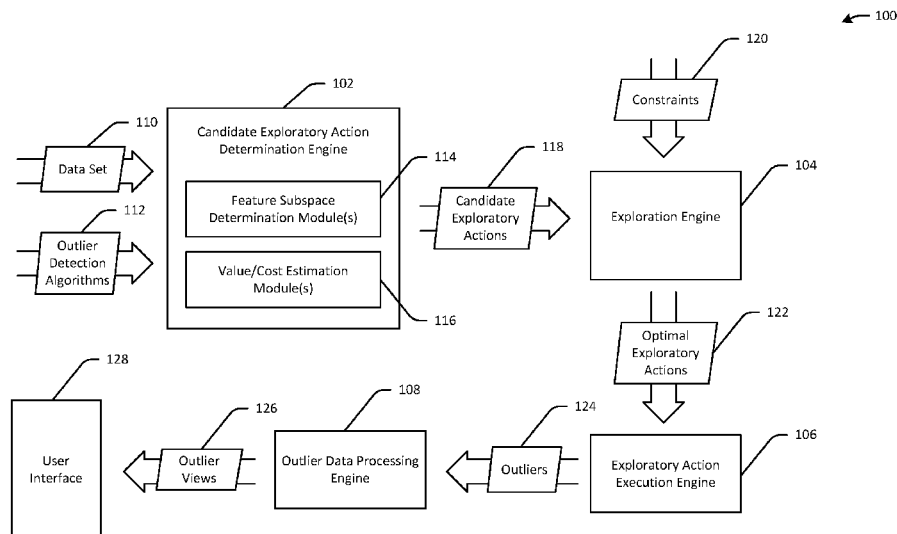 100
120
Constraints
102
Candidate Exploratory Action
Determination Engine
110
Data Set
114
118
104
Feature Subspace
Determination Module(s)
Candidate
Exploratory
Actions
Exploration Engine
112
Outlier
Detection
Algorithms
Value/Cost Estimation
Module(s)
116
122
Optimal
Exploratory
Actions
128
126
108
124
106
User
Interface
Outlier
Views
Outlier Data Processing
Engine
Outliers
Exploratory Action
Execution Engine